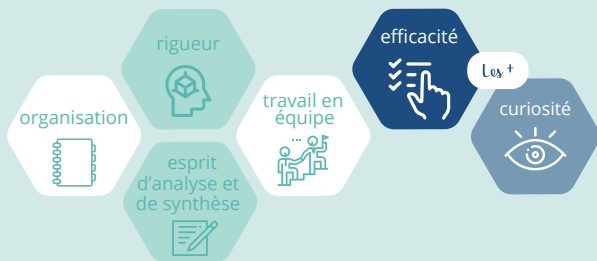 organisation
rigueur
esprit
d'analyse et
de synthèse
travail en
équipe
efficacité
Les +
curiosité